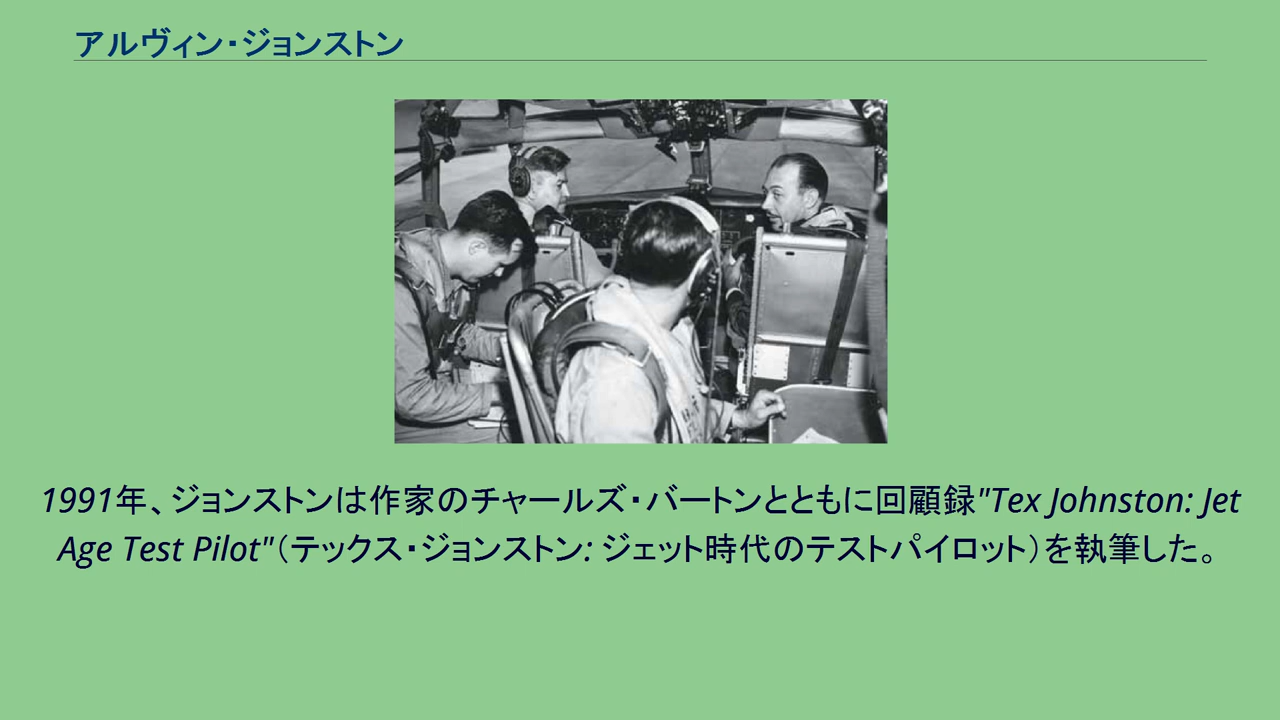 アルヴィン・ジョンストン
1991年、ジョンストンは作家のチャールズ・バートンとともに回顧録"Tex Johnston: Jet
Age Test Pilot"（テックス・ジョンストン: ジェット時代のテストパイロット）を執筆した。